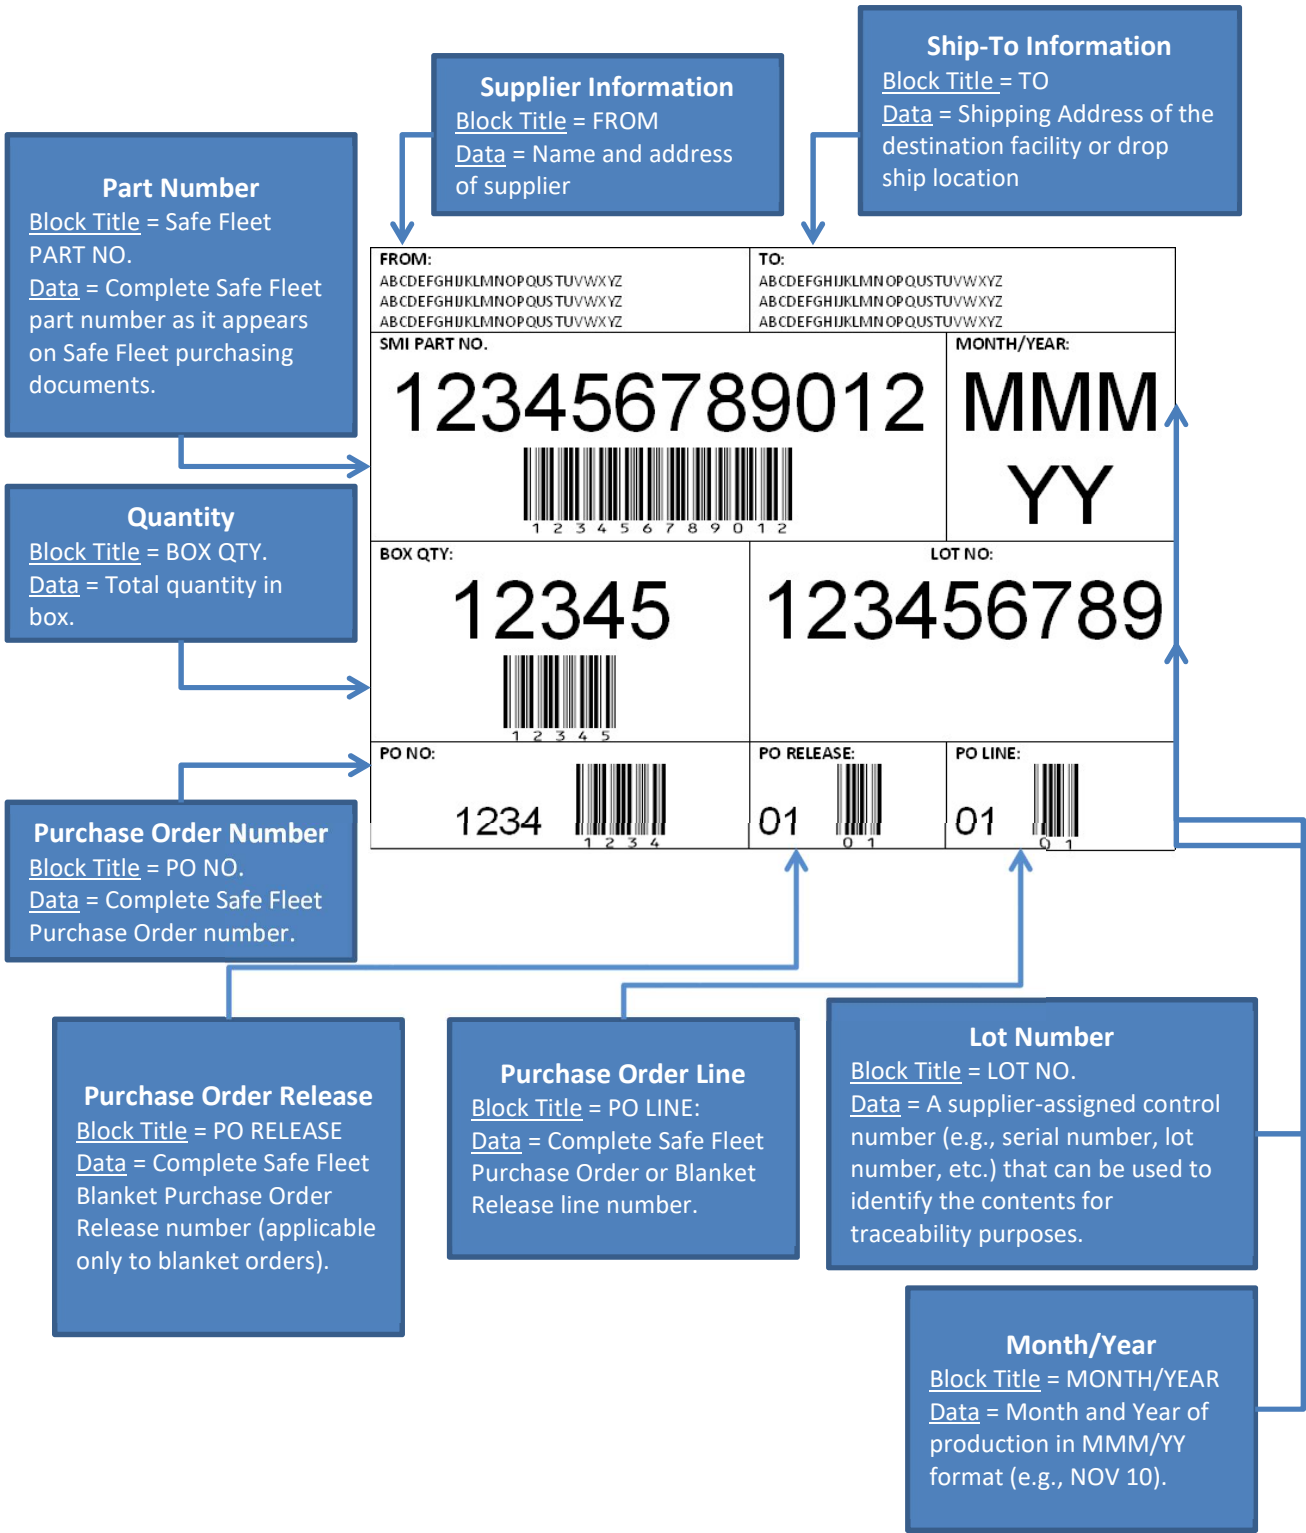 Ship-To Information
Block Title = TO
Data = Shipping Address of the
destination facility or drop
ship location
Supplier Information
Block Title = FROM
Data = Name and address
of supplier
Part Number
Block Title = Safe Fleet
PART NO.
Data = Complete Safe Fleet
part number as it appears
on Safe Fleet purchasing
documents.
Quantity
Block Title = BOX QTY.
Data = Total quantity in
box.
FROM:
ABCDEFGHIJKLMNOPQUSTUVWXYZ
ABCDEFGHIJKLMNOPQUSTUVWXYZ
ABCDEFGHIJKLMNOPQUSTUVWXYZ
TO:
ABCDEFGHIJKLMNOPQUSTUVWXYZ
ABCDEFGHIJKLMNOPQUSTUVWXYZ
ABCDEFGHIJKLMNOPQUSTUVWXYZ
SMI PART NO.
123456789012
1 2 3 4 5 6 7 8 9 0 1 2
MONTH/YEAR:
MMM
YY
BOX QTY:
12345
1 2 3 4 5
LOT NO:
123456789
PO NO:
1234
1 2 3 4
PO RELEASE:
01
0 1
PO LINE:
01
0 1
Purchase Order Number
Block Title = PO NO.
Data = Complete Safe Fleet
Purchase Order number.
Purchase Order Release
Block Title = PO RELEASE
Data = Complete Safe Fleet
Blanket Purchase Order
Release number (applicable
only to blanket orders).
Purchase Order Line
Block Title = PO LINE:
Data = Complete Safe Fleet
Purchase Order or Blanket
Release line number.
Lot Number
Block Title = LOT NO.
Data = A supplier-assigned control
number (e.g., serial number, lot
number, etc.) that can be used to
identify the contents for
traceability purposes.
Month/Year
Block Title = MONTH/YEAR
Data = Month and Year of
production in MMM/YY
format (e.g., NOV 10).